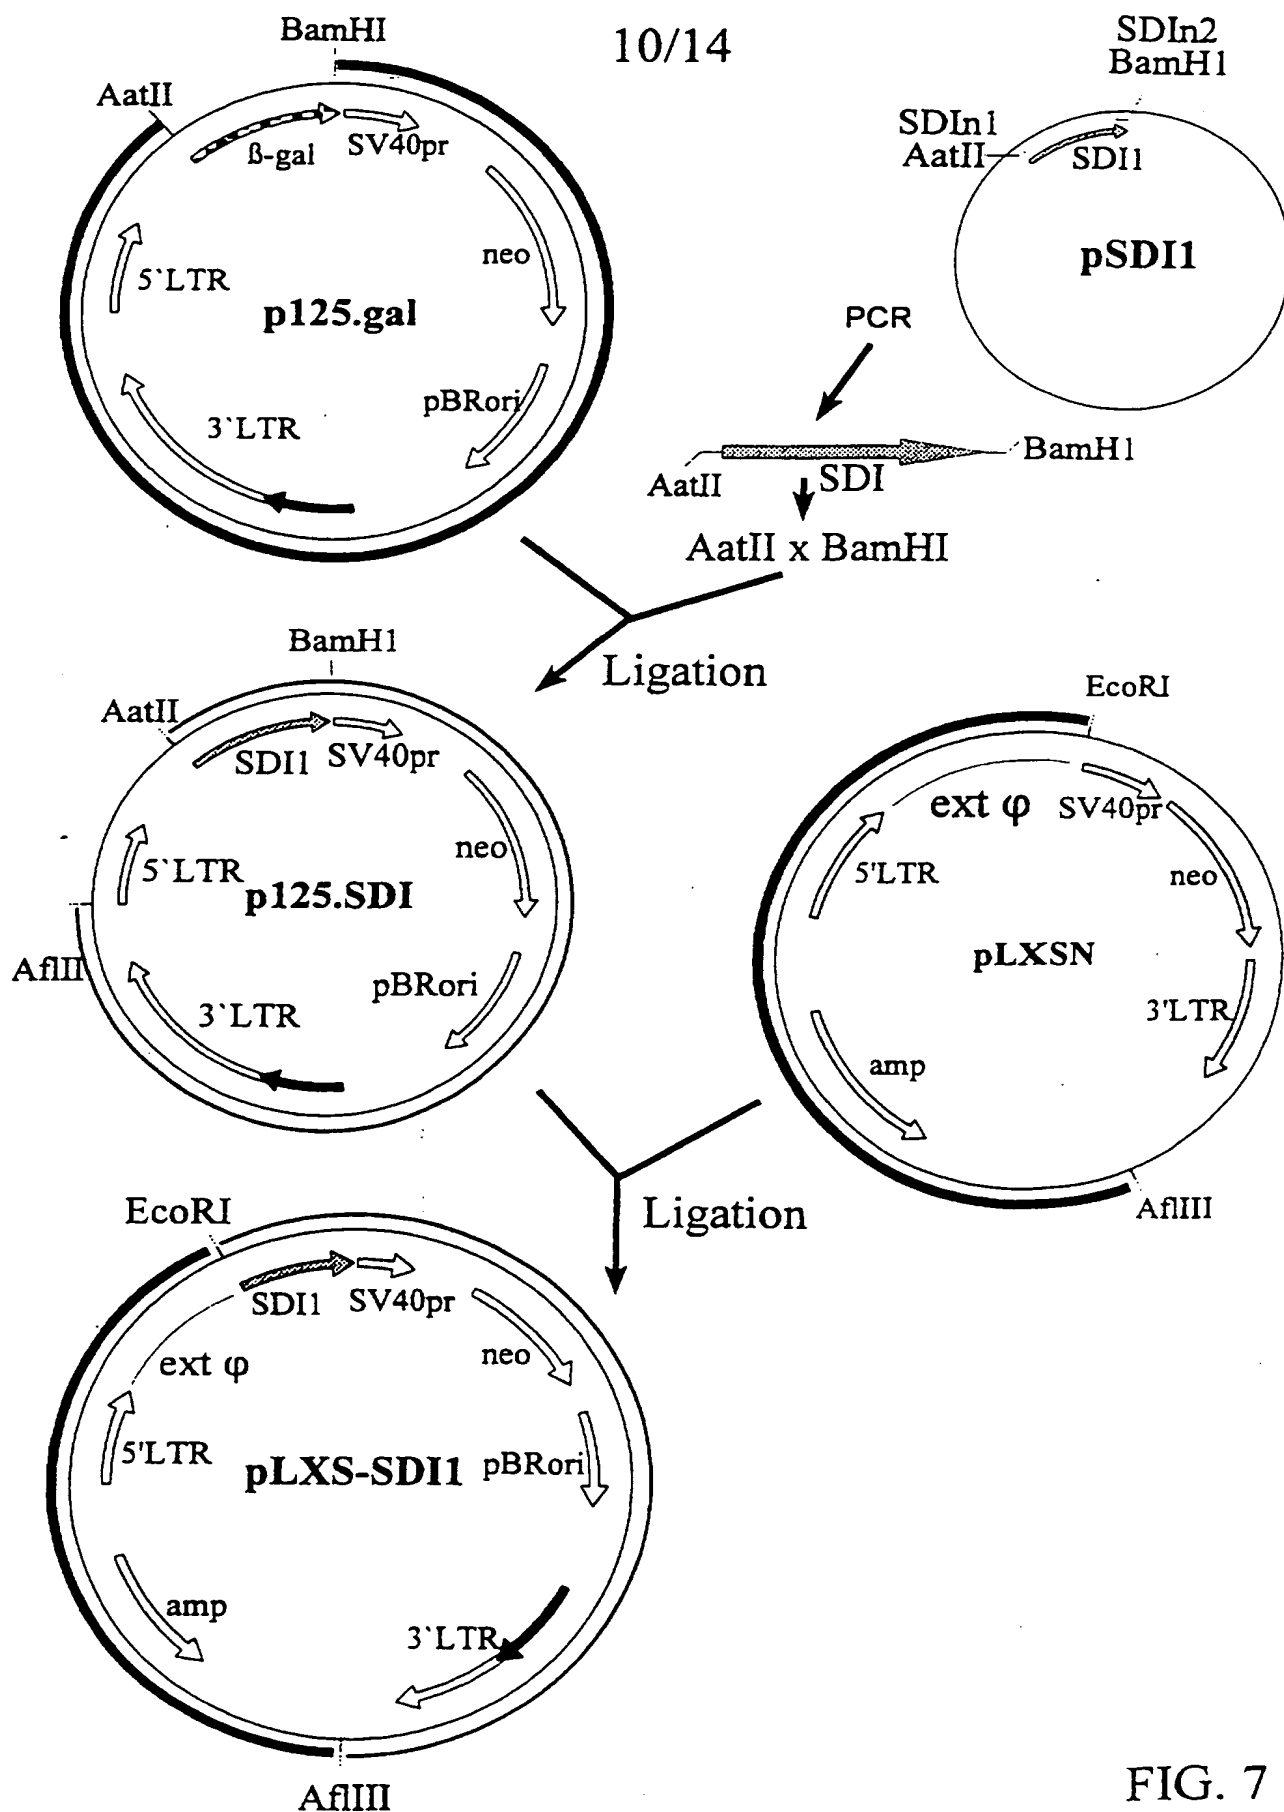 10/14
BamHI
AatII
ß-gal
SV40pr
neo
5`LTR
p125.gal
pBRori
3`LTR
SDIn2
BamH1
SDIn1
AatII
SDI1
pSDI1
PCR
AatII
SDI
BamH1
AatII x BamHI
Ligation
BamH1
AatII
SDI1
SV40pr
neo
5`LTR
p125.SDI
AflII
pBRori
3`LTR
EcoRI
ext φ
SV40pr
5'LTR
neo
pLXSN
3'LTR
amp
AflIII
Ligation
EcoRI
SDI1
SV40pr
ext φ
neo
5'LTR
pLXS-SDI1
pBRori
amp
3`LTR
AflIII
FIG. 7